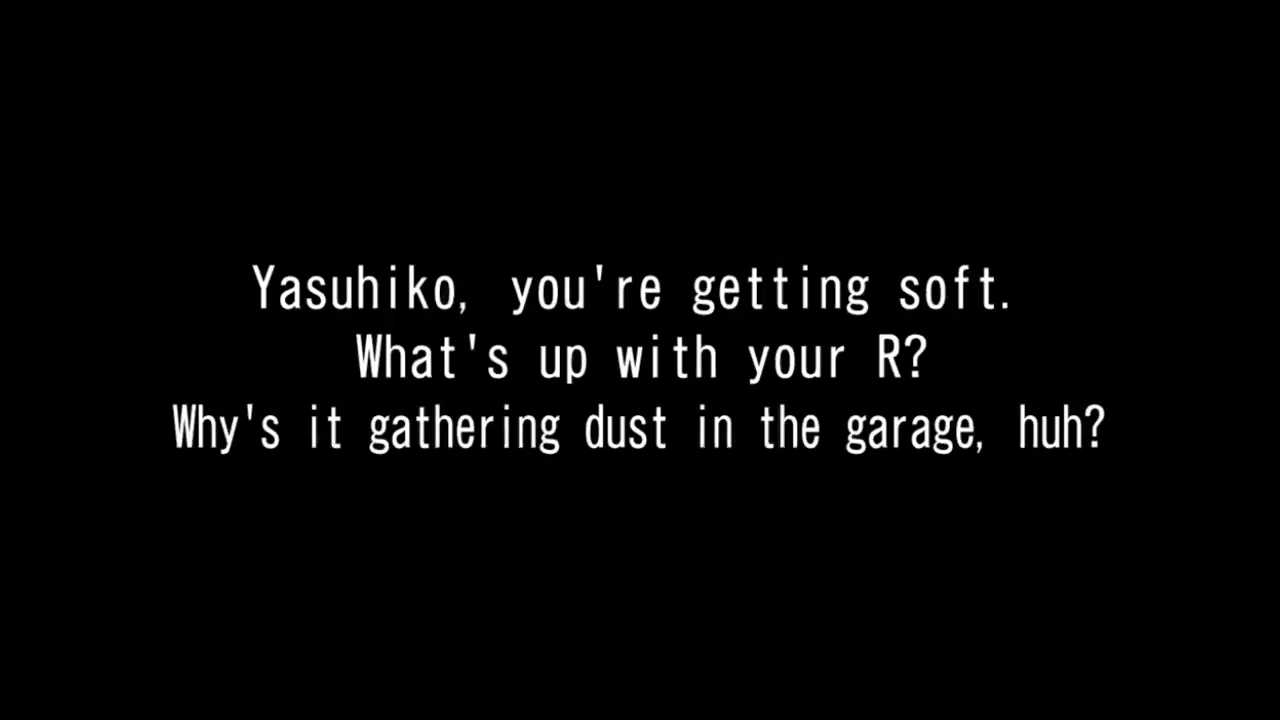 Yasuhiko, you're getting soft.
What's up with your R?
Why's it gathering dust in the garage, huh?